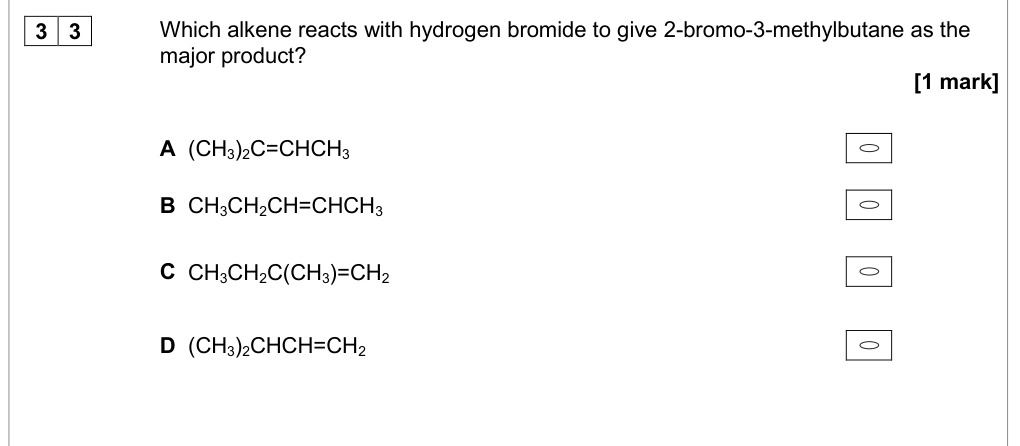 3 3 Which alkene reacts with hydrogen bromide to give 2-bromo-3-methylbutane as the
major product?
[1 mark]
A (CH₃)₂C=CHCH₃
B CH₃CH₂CH=CHCH₃
C CH₃CH₂C(CH₃)=CH₂
D (CH₃)₂CHCH=CH₂